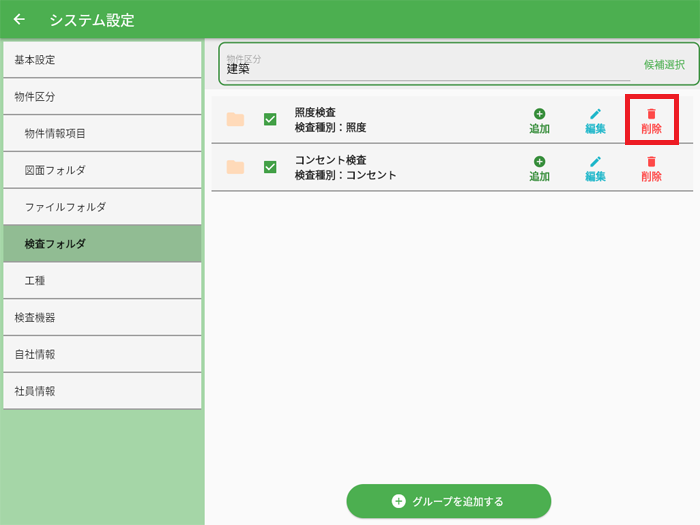 システム設定
基本設定
物件区分
物件情報項目
図面フォルダ
ファイルフォルダ
検査フォルダ
工種
検査機器
自社情報
社員情報
物件区分
建築
候補選択
照度検査
検査種別：照度
追加
編集
削除
コンセント検査
検査種別：コンセント
追加
編集
削除
グループを追加する